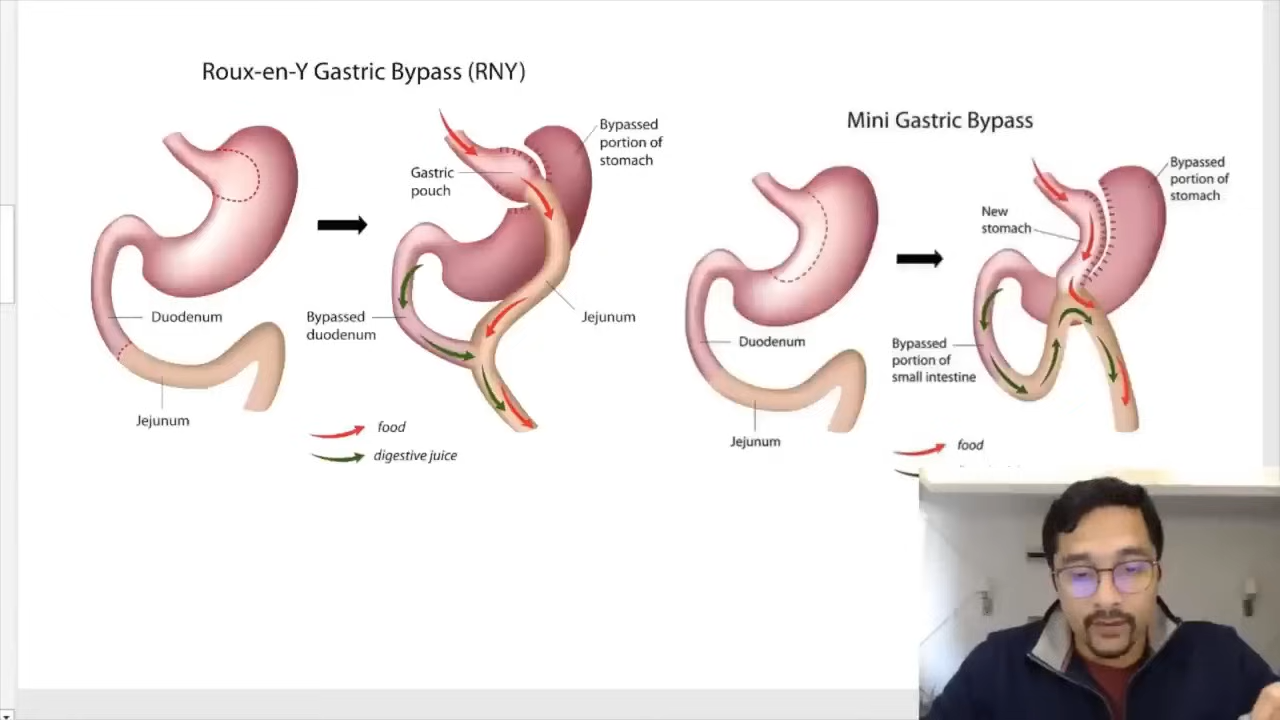 Roux-en-Y Gastric Bypass (RNY)
Bypassed
portion of
stomach
Gastric
pouch
Duodenum
Bypassed
duodenum
Jejunum
Jejunum
food
digestive juice
Mini Gastric Bypass
Bypassed
portion of
stomach
New
stomach
Duodenum
Bypassed
portion of
small intestine
Jejunum
food